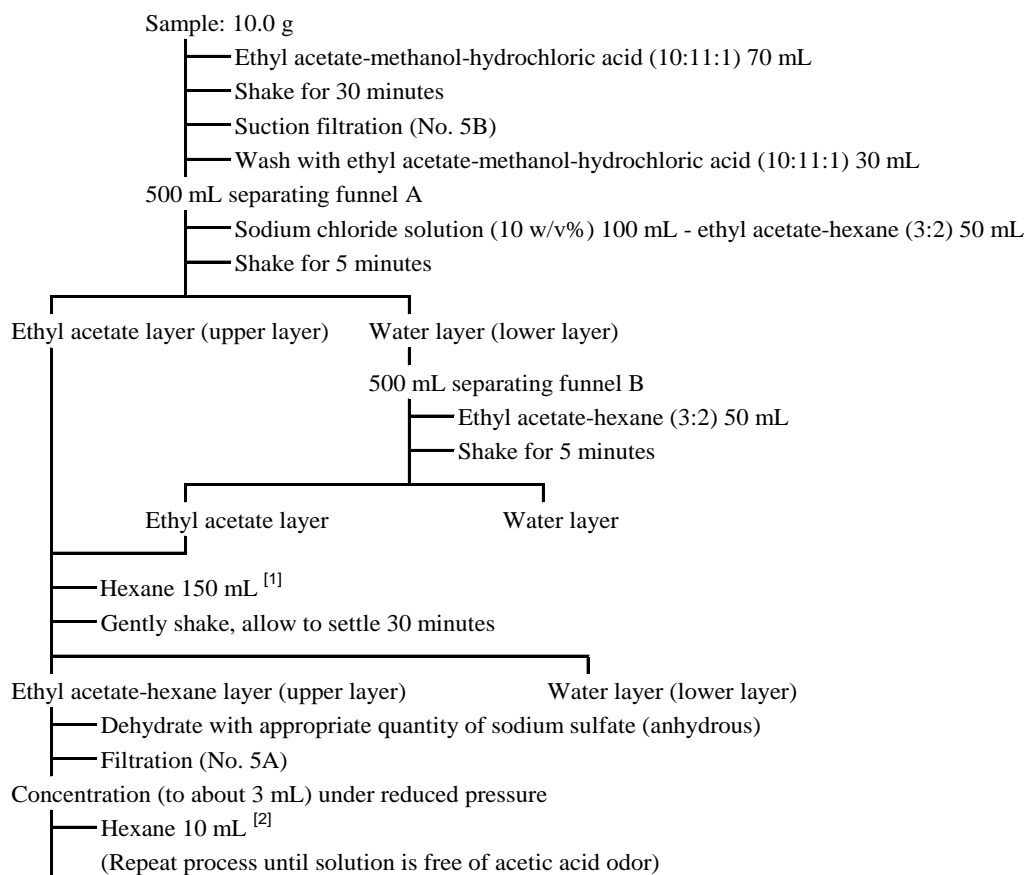 Sample: 10.0 g
Ethyl acetate-methanol-hydrochloric acid (10:11:1) 70 mL
Shake for 30 minutes
Suction filtration (No. 5B)
Wash with ethyl acetate-methanol-hydrochloric acid (10:11:1) 30 mL
500 mL separating funnel A
Sodium chloride solution (10 w/v%) 100 mL - ethyl acetate-hexane (3:2) 50 mL
Shake for 5 minutes
Ethyl acetate layer (upper layer) Water layer (lower layer)
500 mL separating funnel B
Ethyl acetate-hexane (3:2) 50 mL
Shake for 5 minutes
Ethyl acetate layer Water layer
Hexane 150 mL [1]
Gently shake, allow to settle 30 minutes
Ethyl acetate-hexane layer (upper layer) Water layer (lower layer)
Dehydrate with appropriate quantity of sodium sulfate (anhydrous)
Filtration (No. 5A)
Concentration (to about 3 mL) under reduced pressure
Hexane 10 mL [2]
(Repeat process until solution is free of acetic acid odor)